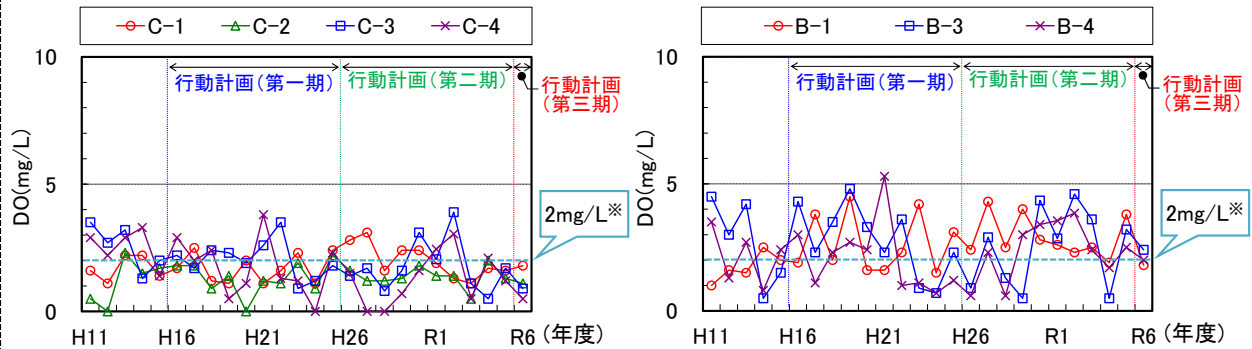 C-1 C-2 C-3 C-4
10
行動計画(第一期) 行動計画(第二期)
行動計画
(第三期)
DO(mg/L)
5
2mg/L※
0
H11 H16 H21 H26 R1 R6 (年度)
B-1 B-3 B-4
10
行動計画(第一期) 行動計画(第二期)
行動計画
(第三期)
DO(mg/L)
5
2mg/L※
0
H11 H16 H21 H26 R1 R6 (年度)